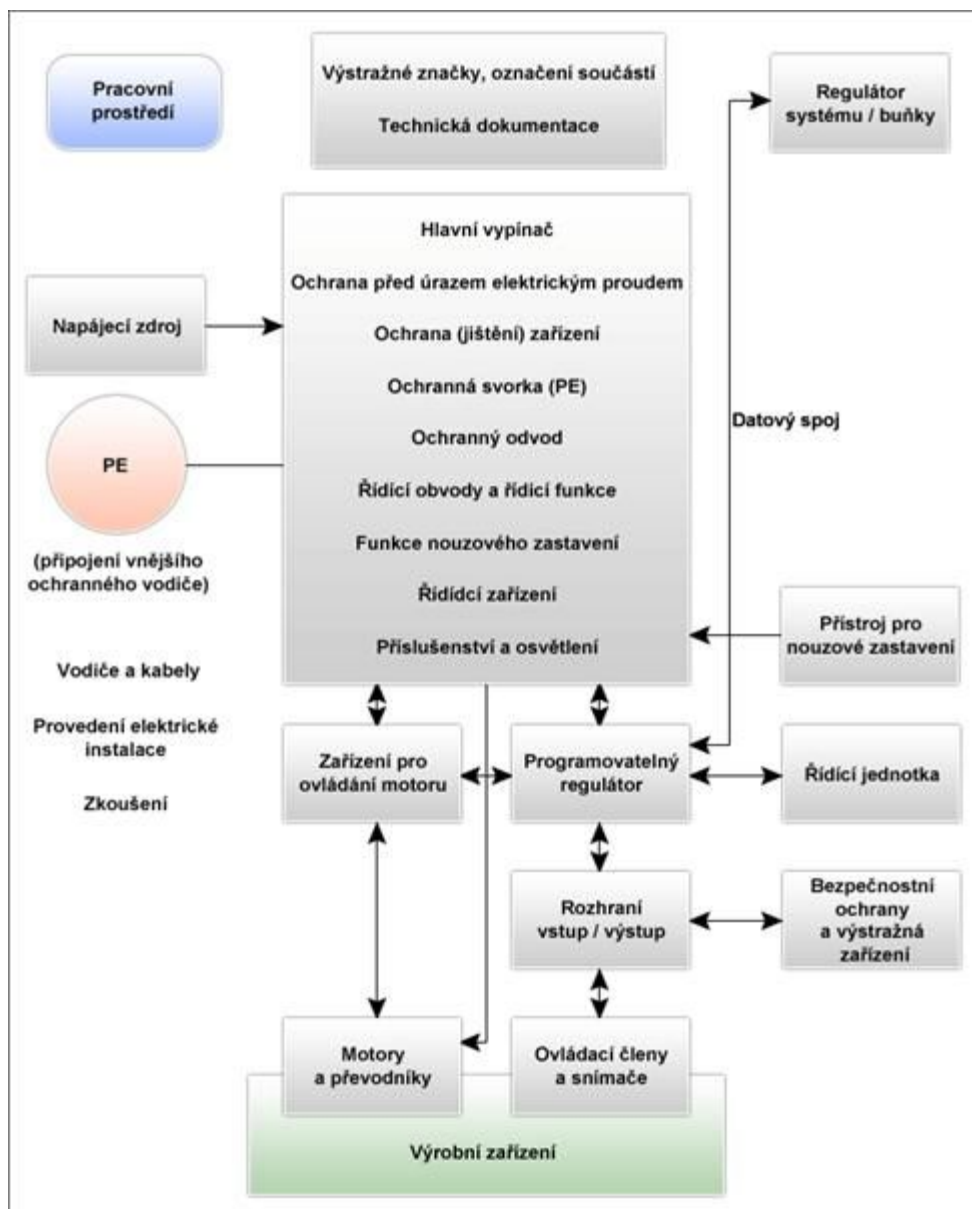 Pracovní
prostředí
Výstražné značky, označení součástí
Technická dokumentace
Regulátor
systému / buňky
Hlavní vypínač
Ochrana před úrazem elektrickým proudem
Ochrana (jištění) zařízení
Ochranná svorka (PE)
Ochranný odvod
Řídící obvody a řídicí funkce
Funkce nouzového zastavení
Řídídcí zařízení
Příslušenství a osvětlení
Napájecí zdroj
PE
(připojení vnějšího
ochranného vodiče)
Datový spoj
Vodiče a kabely
Provedení elektrické
instalace
Zkoušení
Přístroj pro
nouzové zastavení
Zařízení pro
ovládání motoru
Programovatelný
regulátor
Řídící jednotka
Rozhraní
vstup / výstup
Bezpečnostní
ochrany
a výstražná
zařízení
Motory
a převodníky
Ovládací členy
a snímače
Výrobní zařízení